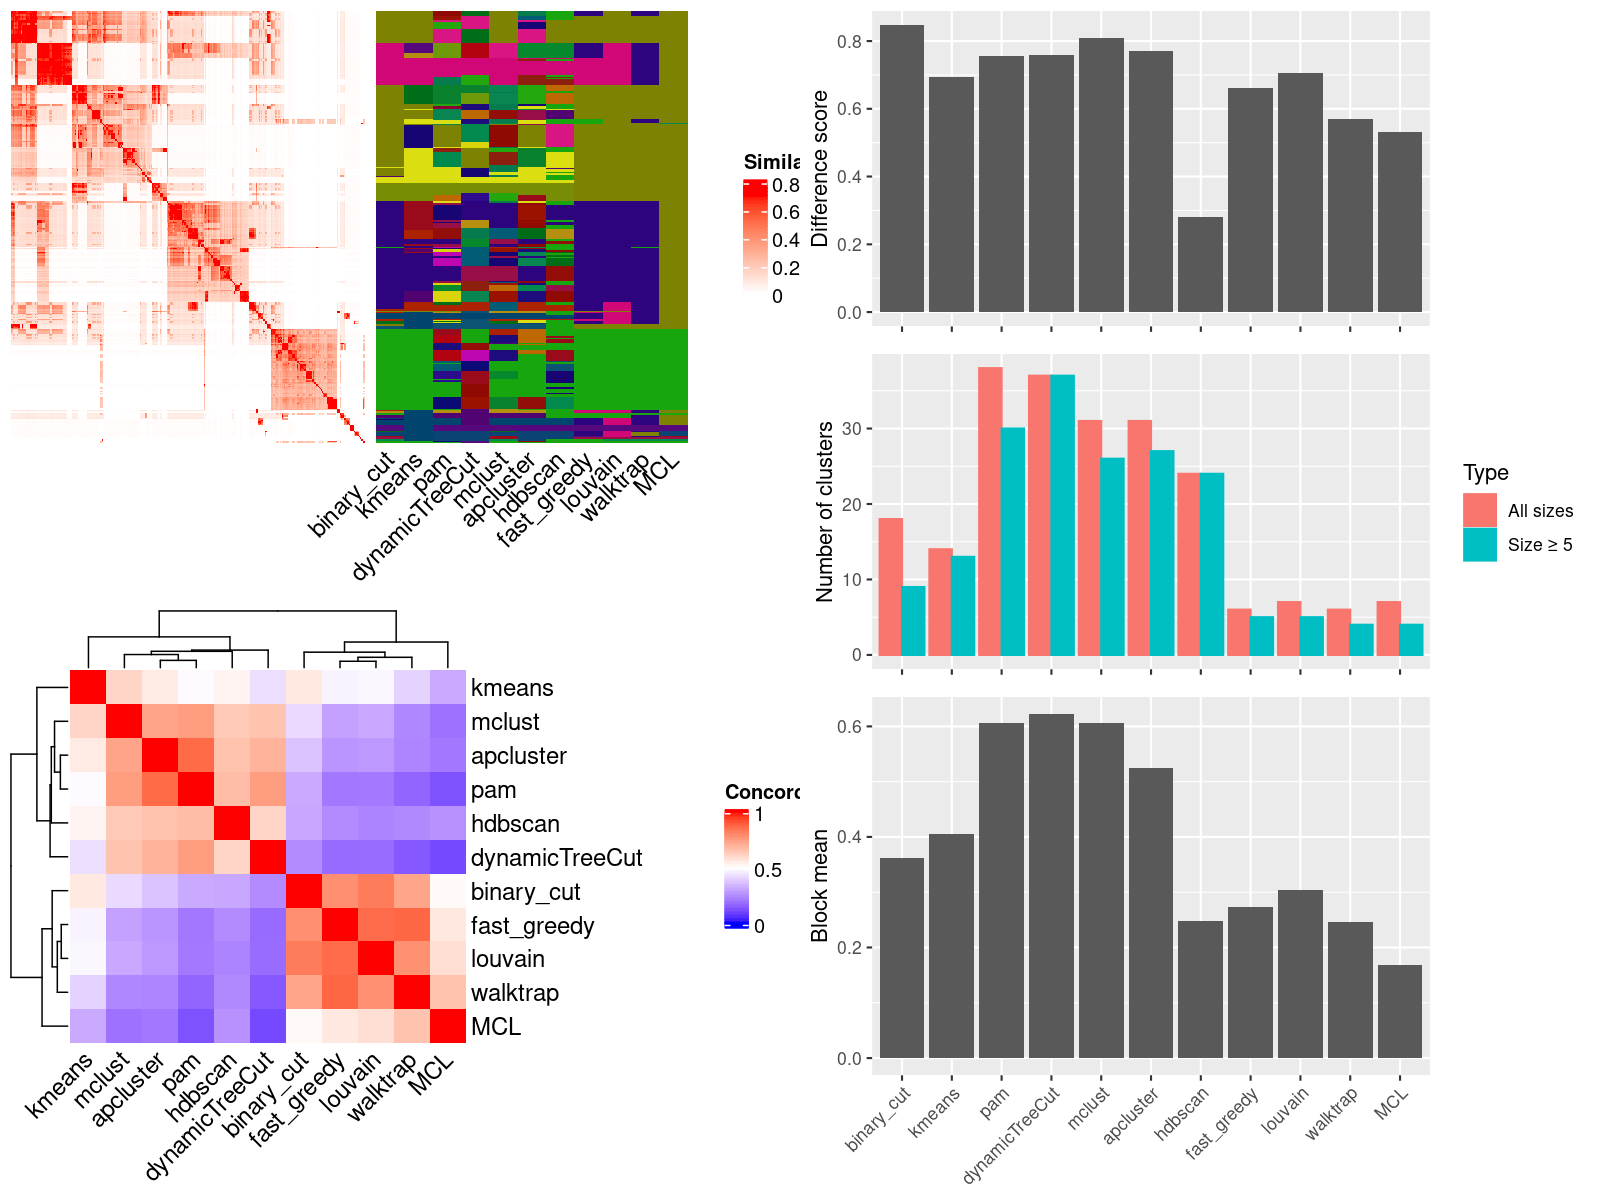 Simila
0.8
0.6
0.4
0.2
0
binary_cut
kmeans
pam
dynamicTreeCut
mclust
apcluster
hdbscan
fast_greedy
louvain
walktrap
MCL
kmeans
mclust
apcluster
pam
hdbscan
dynamicTreeCut
binary_cut
fast_greedy
louvain
walktrap
MCL
kmeans
mclust
apcluster
pam
hdbscan
dynamicTreeCut
binary_cut
fast_greedy
louvain
walktrap
MCL
Concord
1
0.5
0
Difference score
0.8
0.6
0.4
0.2
0.0
Number of clusters
30
20
10
0
Type
All sizes
Size ≥ 5
Block mean
0.6
0.4
0.2
0.0
binary_cut
kmeans
pam
dynamicTreeCut
mclust
apcluster
hdbscan
fast_greedy
louvain
walktrap
MCL